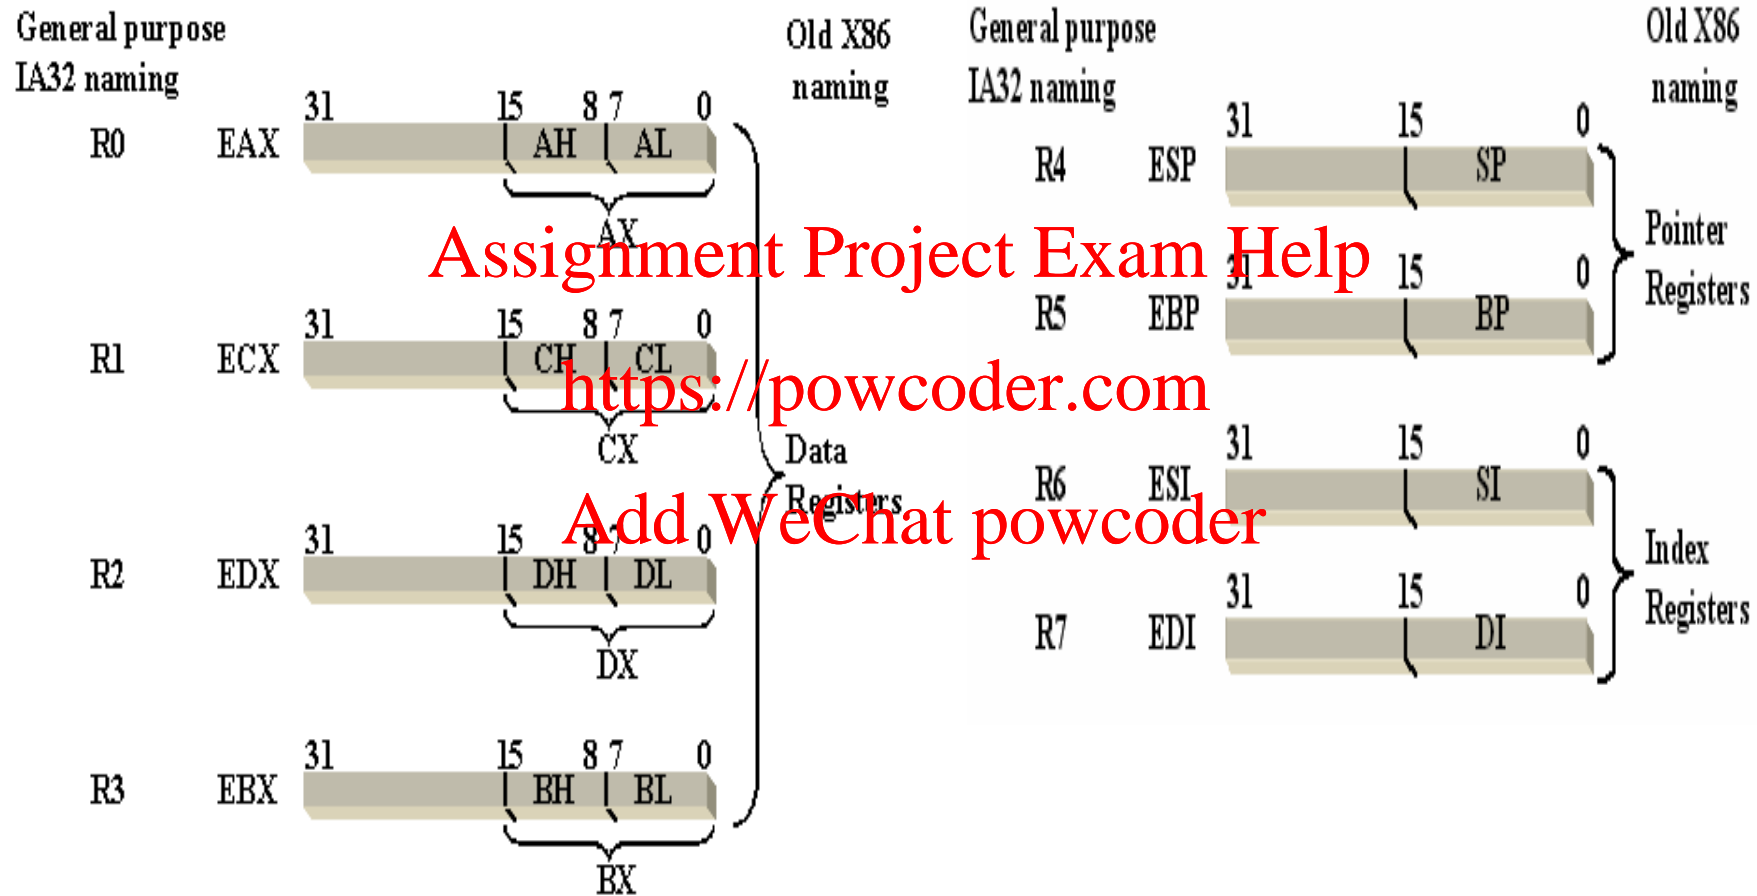 General purpose
IA32 naming
Old X86
naming
31 15 8 7 0
R0 EAX AH AL
AX
31 15 8 7 0
R1 ECX CH CL
CX
Data
Registers
31 15 8 7 0
R2 EDX DH DL
DX
31 15 8 7 0
R3 EBX BH BL
BX
General purpose
IA32 naming
Old X86
naming
31 15 0
R4 ESP SP
Pointer
Registers
31 15 0
R5 EBP BP
31 15 0
R6 ESI SI
Index
Registers
31 15 0
R7 EDI DI
Assignment Project Exam Help
https://powcoder.com
Add WeChat powcoder